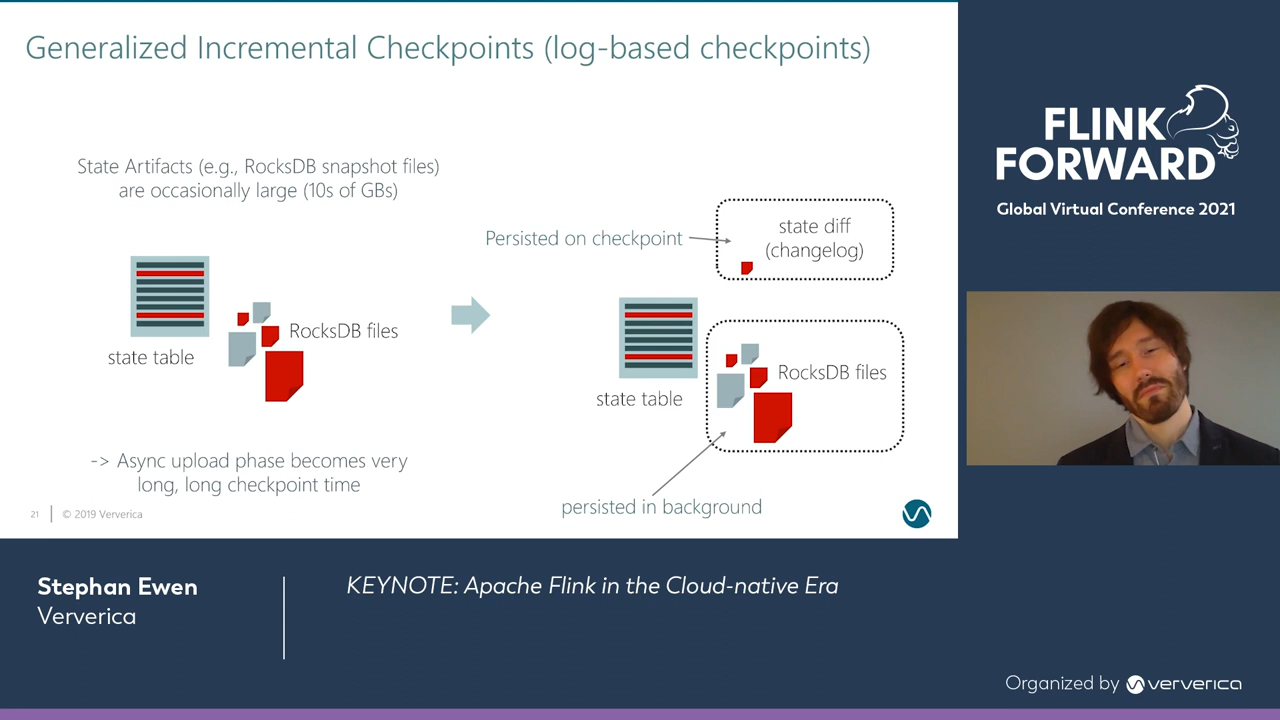 Generalized Incremental Checkpoints (log-based checkpoints)
State Artifacts (e.g., RocksDB snapshot files)
are occasionally large (10s of GBs)
state table
RocksDB files
-> Async upload phase becomes very
long, long checkpoint time
Persisted on checkpoint
state diff
(changelog)
state table
RocksDB files
persisted in background
21
© 2019 Ververica
FLINK
FORWARD
Global Virtual Conference 2021
Stephan Ewen
Ververica
KEYNOTE: Apache Flink in the Cloud-native Era
Organized by ververica